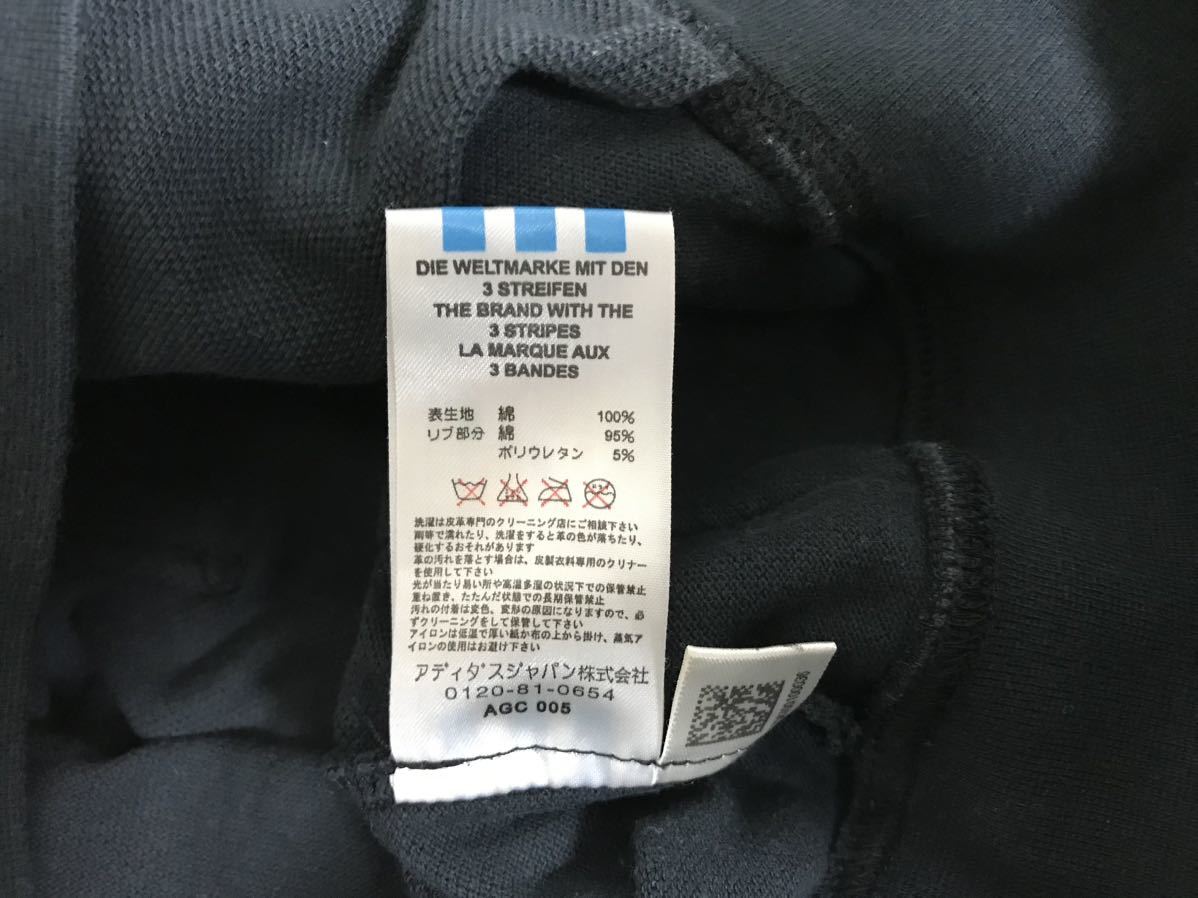 DIE WELTMARKE MIT DEN
3 STREIFEN
THE BRAND WITH THE
3 STRIPES
LA MARQUE AUX
3 BANDES
表生地 綿 100%
リブ部分 綿 95%
ポリウレタン 5%
洗濯は皮革専門のクリーニング店にご相談下さい
雨等で濡れたり、洗濯をすると革の色が落ちたり、
硬化するおそれがあります
革の汚れを落とす場合は、皮製衣料専用のクリナー
を使用して下さい
光が当たり易い所や高温多湿の状況下での保管禁止
重ね置き、たたんだ状態での長期保管禁止
汚れの付着は変色、変形の原因になりますので、必
ずクリーニングをして保管して下さい
アイロンは低温で厚い紙か布の上から掛け、蒸気ア
イロンの使用はお避け下さい
アディダスジャパン株式会社
0120-81-0654
AGC 005